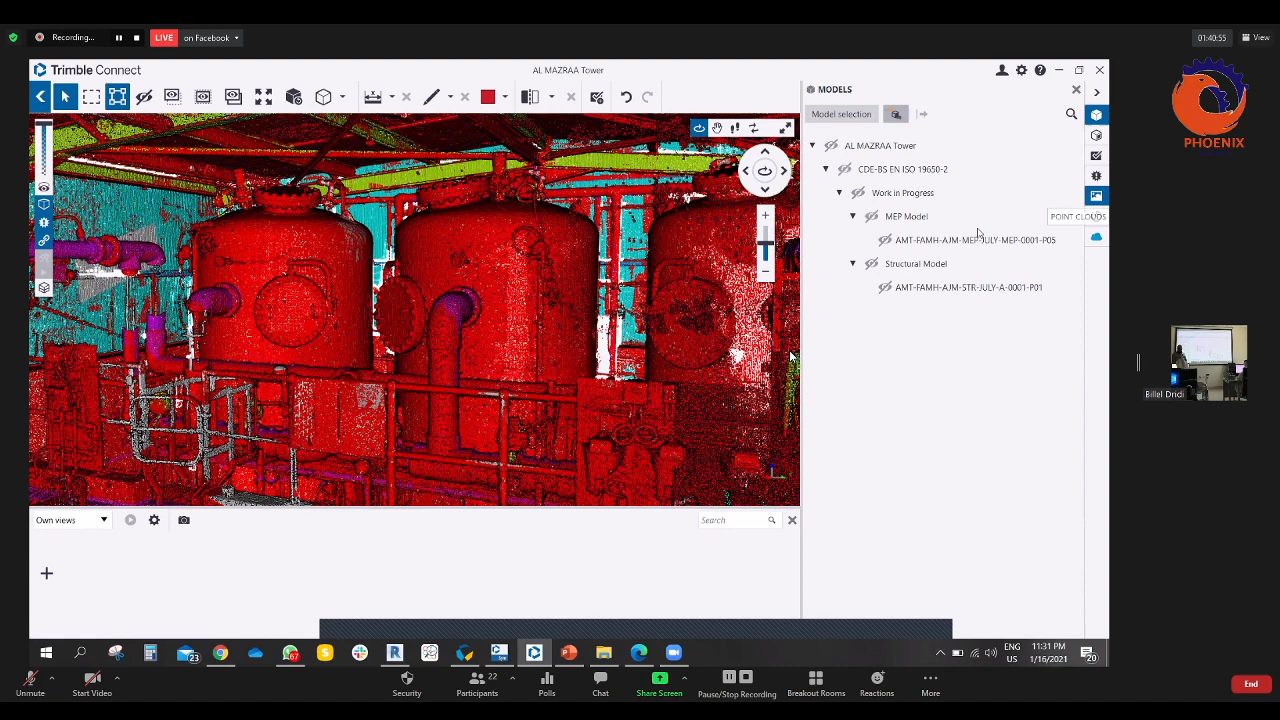 Recording...
LIVE
on Facebook
01:40:55
View
Trimble Connect
AL MAZRAA Tower
MODELS
Model selection
AL MAZRAA Tower
CDE-BS EN ISO 19650-2
Work in Progress
MEP Model
POINT CLOUDS
AMT-FAMH-AJM-MEP-JULY-MEP-0001-P05
Structural Model
AMT-FAMH-AJM-STR-JULY-A-0001-P01
PHOENIX
Billel Dridi
Own views
Search
23
67
ENG
US
11:31 PM
1/16/2021
20
Unmute
Start Video
Security
22
Participants
Polls
Chat
Share Screen
Pause/Stop Recording
Breakout Rooms
Reactions
More
End